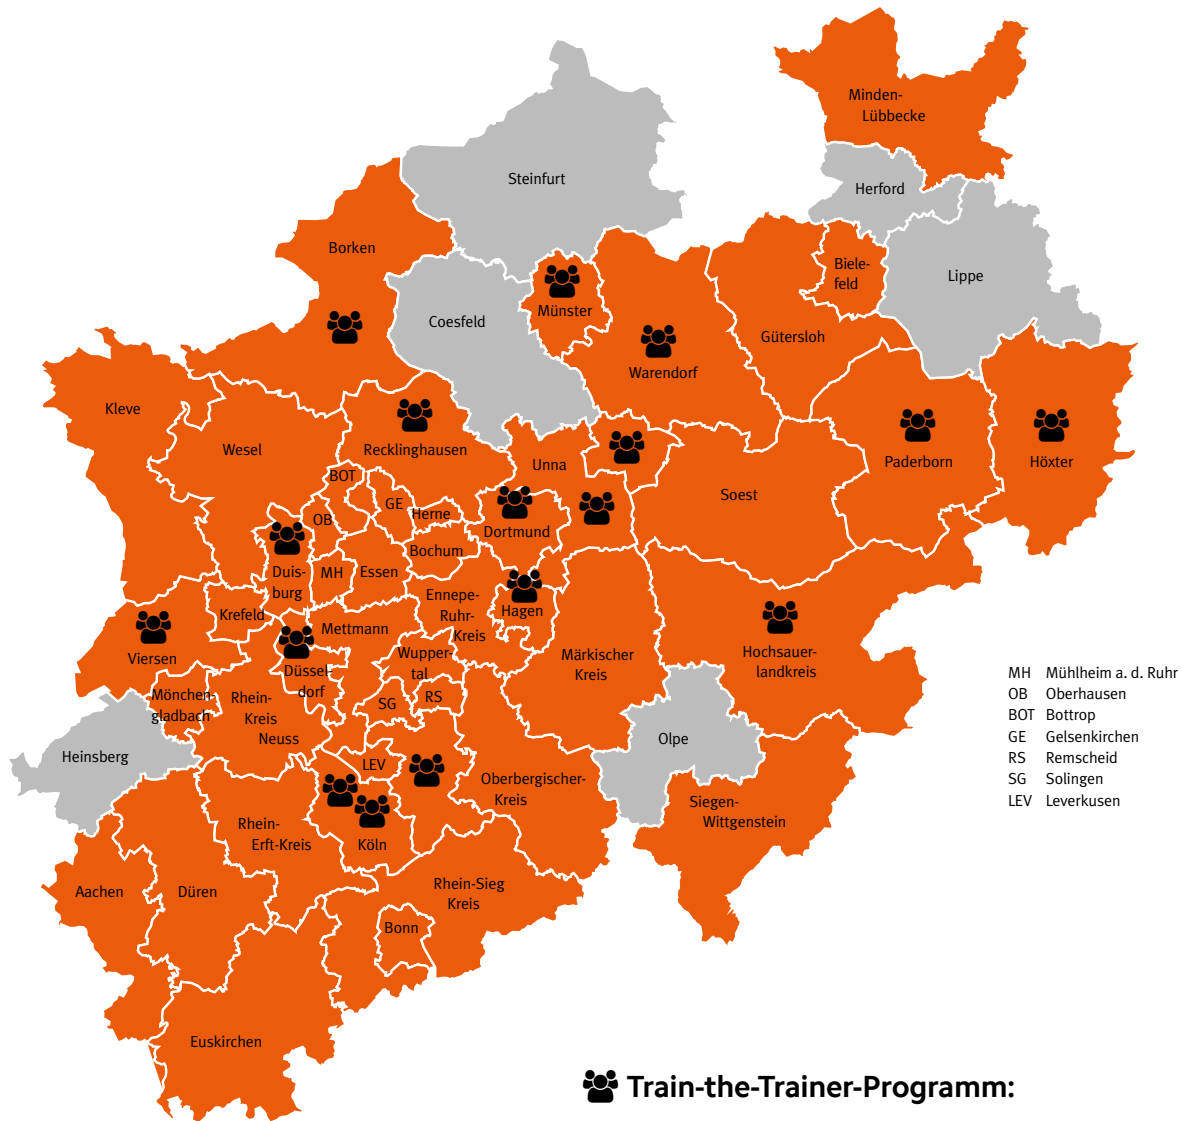 Minden-
Lübbecke
Steinfurt
Herford
Borken
Biele-
feld
Lippe
Münster
Coesfeld
Gütersloh
Warendorf
Kleve
Wesel
Recklinghausen
Unna
Paderborn
Höxter
BOT
Soest
GE
Herne
OB
Dortmund
Bochum
Duis-
burg
MH
Essen
Ennepe-
Ruhr-
Kreis
Hagen
Krefeld
Mettmann
Viersen
Wupper-
tal
Märkischer
Kreis
Hochsauer-
landkreis
Düssel-
dorf
Mönchen-
gladbach
Rhein-
Kreis
Neuss
SG
RS
Heinsberg
Olpe
LEV
Oberbergischer-
Kreis
Siegen-
Wittgenstein
Rhein-
Erft-Kreis
Köln
Aachen
Düren
Rhein-Sieg
Kreis
Bonn
Euskirchen
MH Mühlheim a. d. Ruhr
OB Oberhausen
BOT Bottrop
GE Gelsenkirchen
RS Remscheid
SG Solingen
LEV Leverkusen
Train-the-Trainer-Programm: